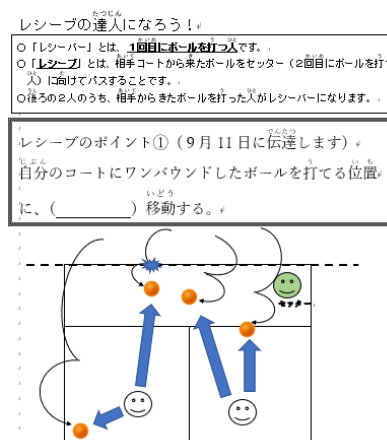 レシーブの達人になろう！
○「レシーバー」とは、1回目にボールを打つ人です。
○「レシーブ」とは、相手コートから来たボールをセッター（2回目にボールを打つ
人）に向けてパスすることです。
○後ろの2人のうち、相手からきたボールを打った人がレシーバーになります。
レシーブのポイント①（9月11日に伝達します）
自分のコートにワンバウンドしたボールを打てる位置
に、(　　　　　) 移動する。
セッター